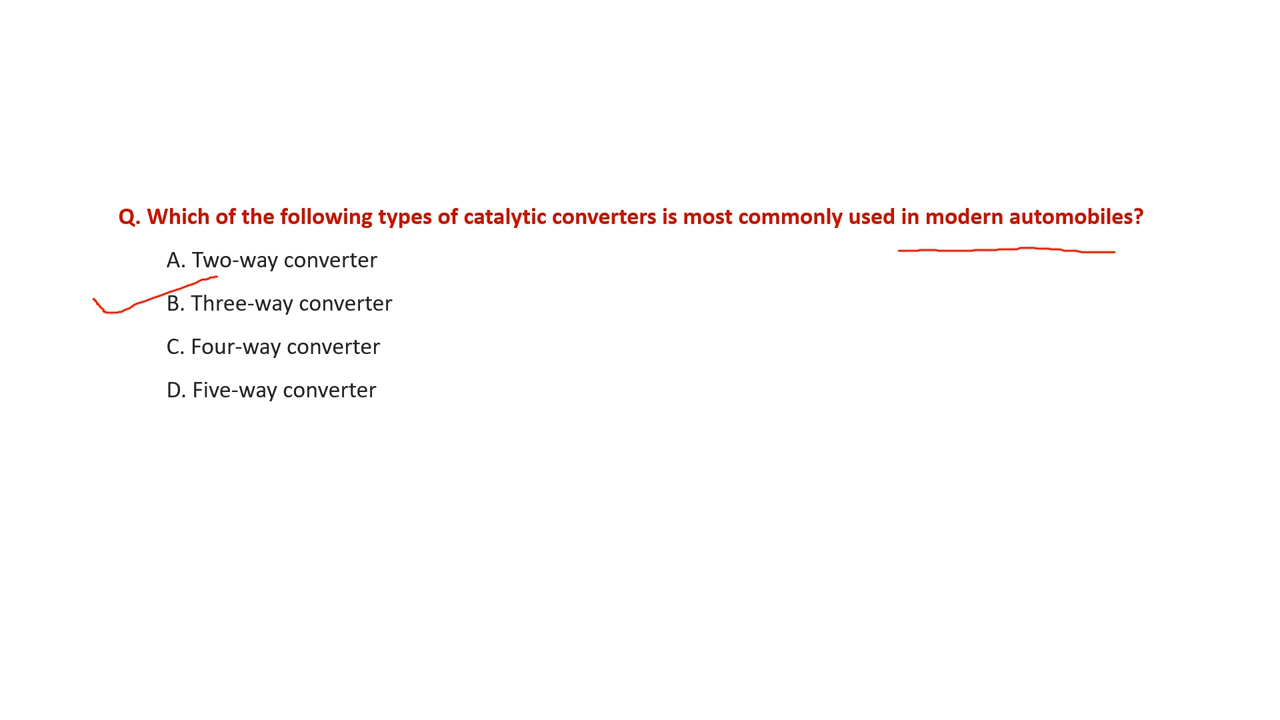 Q. Which of the following types of catalytic converters is most commonly used in modern automobiles?
A. Two-way converter
B. Three-way converter
C. Four-way converter
D. Five-way converter